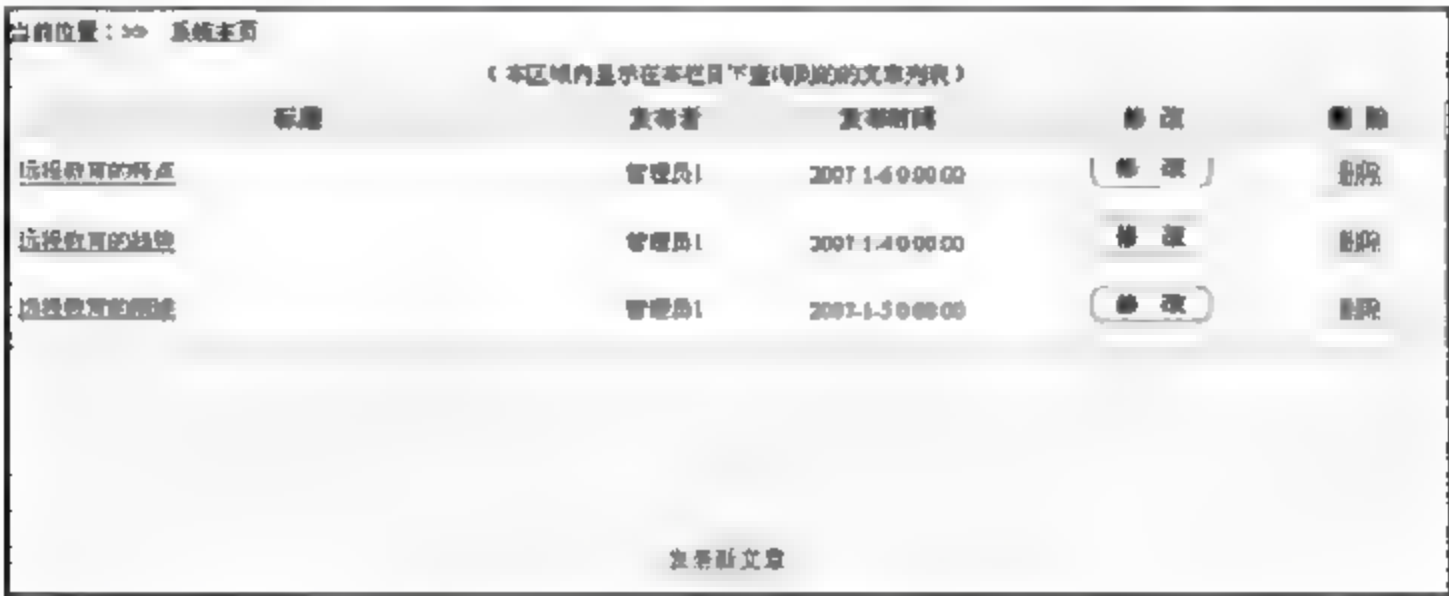 当前位置：>> 系统主页
（本区域内显示在本栏目下查询到的的文章列表）
标题 发布者 发布时间 修 改 删 除
远程教育的特点 管理员1 2007-1-6 0:00:00 修 改 删除
远程教育的趋势 管理员1 2007-1-4 0:00:00 修 改 删除
远程教育的 管理员1 2007-1-5 0:00:00 修 改 删除
发表新文章